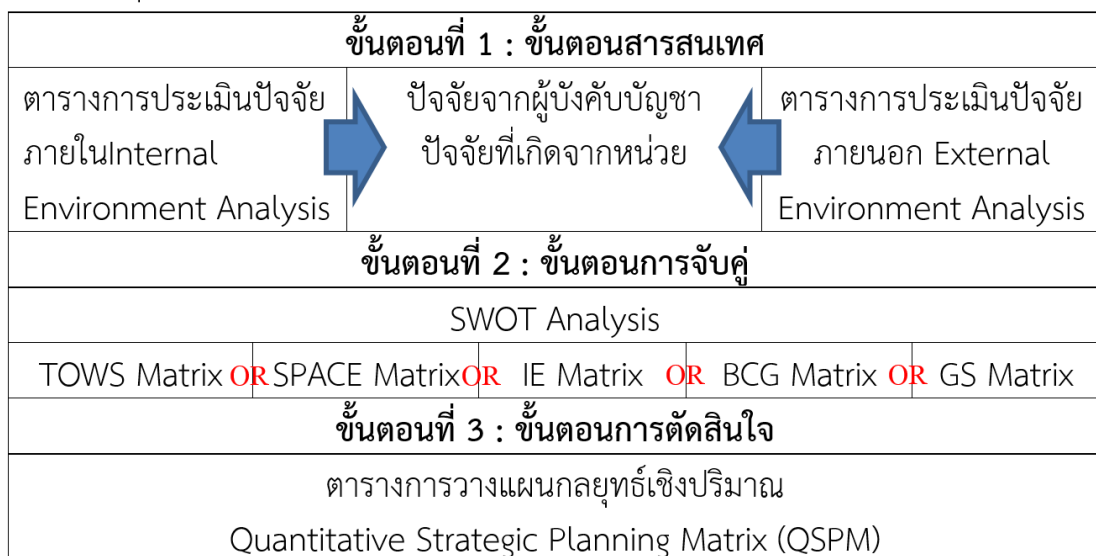 ขั้นตอนที่ 1 : ขั้นตอนสารสนเทศ
ตารางการประเมินปัจจัย
ภายในInternal
Environment Analysis
ปัจจัยจากผู้บังคับบัญชา
ปัจจัยที่เกิดจากหน่วย
ตารางการประเมินปัจจัย
ภายนอก External
Environment Analysis
ขั้นตอนที่ 2 : ขั้นตอนการจับคู่
SWOT Analysis
TOWS Matrix OR SPACE Matrix OR IE Matrix OR BCG Matrix OR GS Matrix
ขั้นตอนที่ 3 : ขั้นตอนการตัดสินใจ
ตารางการวางแผนกลยุทธ์เชิงปริมาณ
Quantitative Strategic Planning Matrix (QSPM)